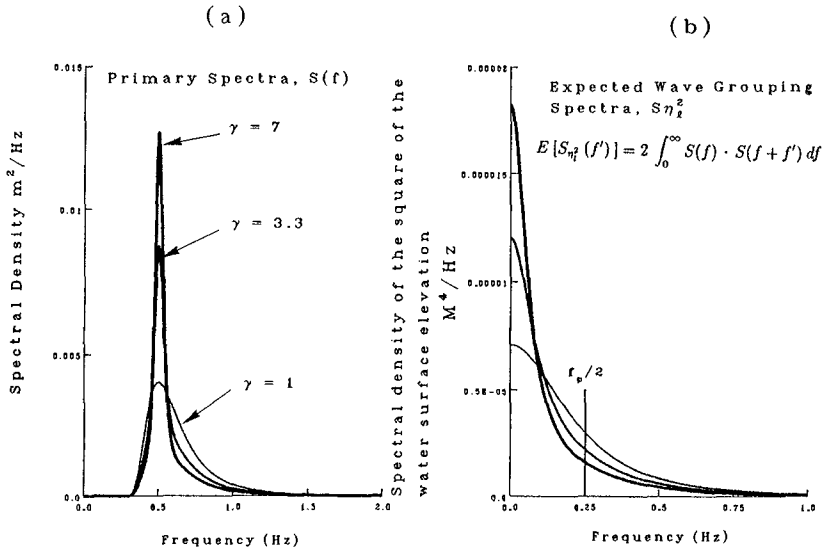 (a)
Primary Spectra, S(f)
γ = 7
γ = 3.3
γ = 1
Spectral Density m²/Hz
0.015
0.01
0.005
0.0
0.0 0.5 1.0 1.5 2.0
Frequency (Hz)
(b)
Expected Wave Grouping
Spectra, Sη²ℓ
E[S_{η²ℓ}(f')] = 2 ∫₀^∞ S(f) · S(f+f') df
f_p/2
Spectral density of the square of the
water surface elevation
M⁴/Hz
0.00002
0.000015
0.00001
0.5E-05
0.0
0.0 0.25 0.5 0.75 1.0
Frequency (Hz)